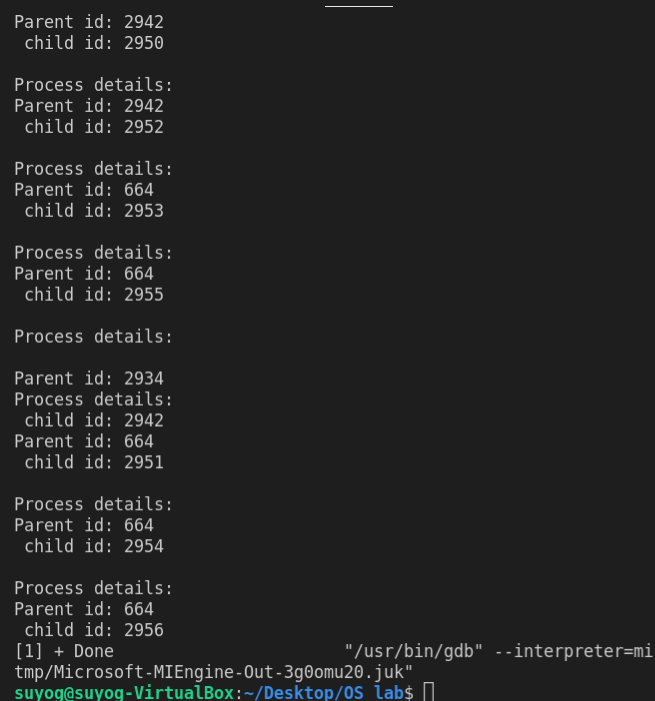 Parent id: 2942
child id: 2950
Process details:
Parent id: 2942
child id: 2952
Process details:
Parent id: 664
child id: 2953
Process details:
Parent id: 664
child id: 2955
Process details:
Parent id: 2934
Process details:
child id: 2942
Parent id: 664
child id: 2951
Process details:
Parent id: 664
child id: 2954
Process details:
Parent id: 664
child id: 2956
[1] + Done "/usr/bin/gdb" --interpreter=mi
tmp/Microsoft-MIEngine-Out-3g0omu20.juk"
suyog@suyog-VirtualBox:~/Desktop/OS lab$